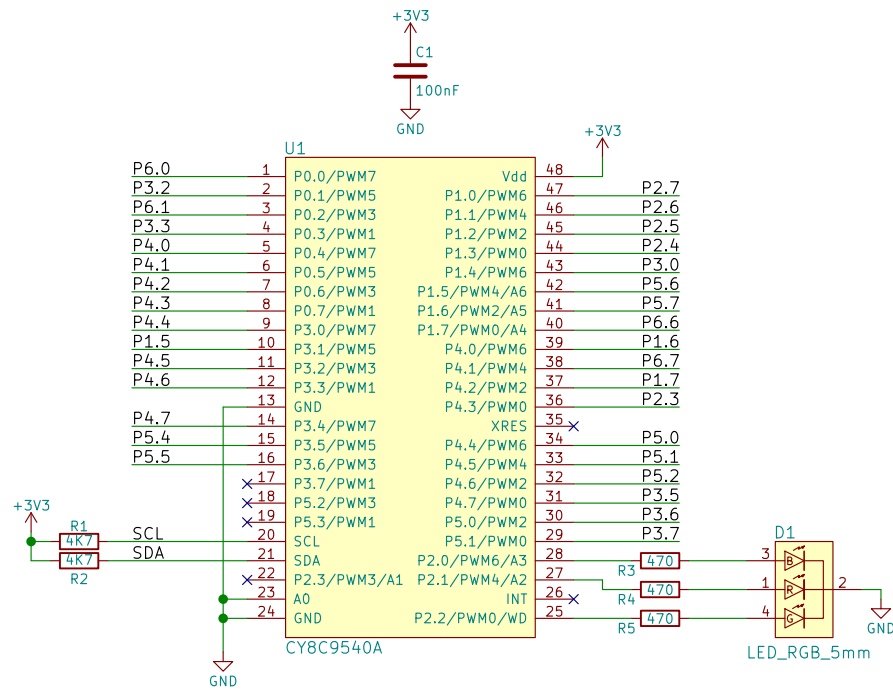 +3V3
C1
100nF
GND
U1
+3V3
P6.0 1 P0.0/PWM7 Vdd 48
P3.2 2 P0.1/PWM5 P1.0/PWM6 47 P2.7
P6.1 3 P0.2/PWM3 P1.1/PWM4 46 P2.6
P3.3 4 P0.3/PWM1 P1.2/PWM2 45 P2.5
P4.0 5 P0.4/PWM7 P1.3/PWM0 44 P2.4
P4.1 6 P0.5/PWM5 P1.4/PWM6 43 P3.0
P4.2 7 P0.6/PWM3 P1.5/PWM4/A6 42 P5.6
P4.3 8 P0.7/PWM1 P1.6/PWM2/A5 41 P5.7
P4.4 9 P3.0/PWM7 P1.7/PWM0/A4 40 P6.6
P1.5 10 P3.1/PWM5 P4.0/PWM6 39 P1.6
P4.5 11 P3.2/PWM3 P4.1/PWM4 38 P6.7
P4.6 12 P3.3/PWM1 P4.2/PWM2 37 P1.7
13 GND P4.3/PWM0 36 P2.3
P4.7 14 P3.4/PWM7 XRES 35
P5.4 15 P3.5/PWM5 P4.4/PWM6 34 P5.0
P5.5 16 P3.6/PWM3 P4.5/PWM4 33 P5.1
17 P3.7/PWM1 P4.6/PWM2 32 P5.2
18 P5.2/PWM3 P4.7/PWM0 31 P3.5
19 P5.3/PWM1 P5.0/PWM2 30 P3.6
+3V3
R1 4K7 SCL 20 SCL P5.1/PWM0 29 P3.7
D1
4K7 SDA 21 SDA P2.0/PWM6/A3 28 470 3 B
R2 R3
22 P2.3/PWM3/A1 P2.1/PWM4/A2 27 470 1 R 2
R4
23 A0 INT 26
24 GND P2.2/PWM0/WD 25 470 4 G
R5
GND
CY8C9540A
LED_RGB_5mm
GND